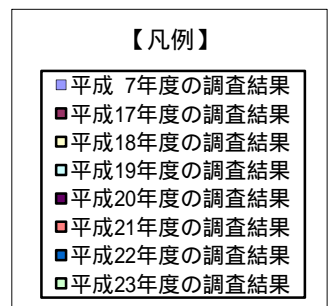 【凡例】
平成 7年度の調査結果
平成17年度の調査結果
平成18年度の調査結果
平成19年度の調査結果
平成20年度の調査結果
平成21年度の調査結果
平成22年度の調査結果
平成23年度の調査結果